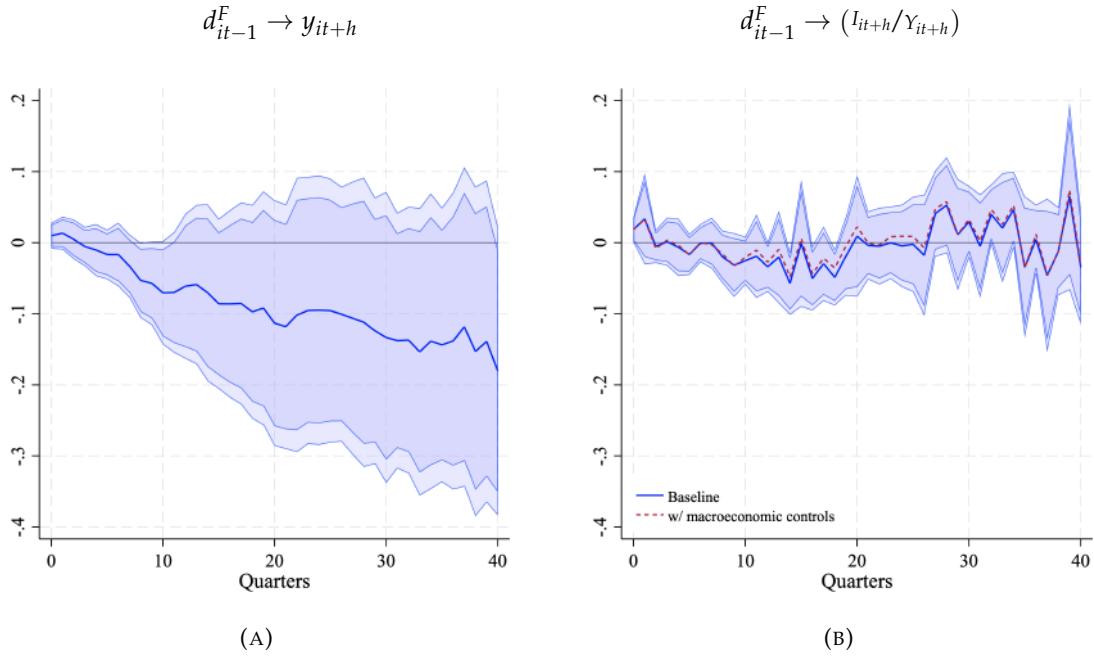 d^F_{it−1} → y_{it+h}
d^F_{it−1} → (I_{it+h}/Y_{it+h})
.2
.1
0
-.1
-.2
-.3
-.4
0 10 20 30 40
Quarters
(A)
.2
.1
0
-.1
-.2
-.3
-.4
Baseline
w/ macroeconomic controls
0 10 20 30 40
Quarters
(B)